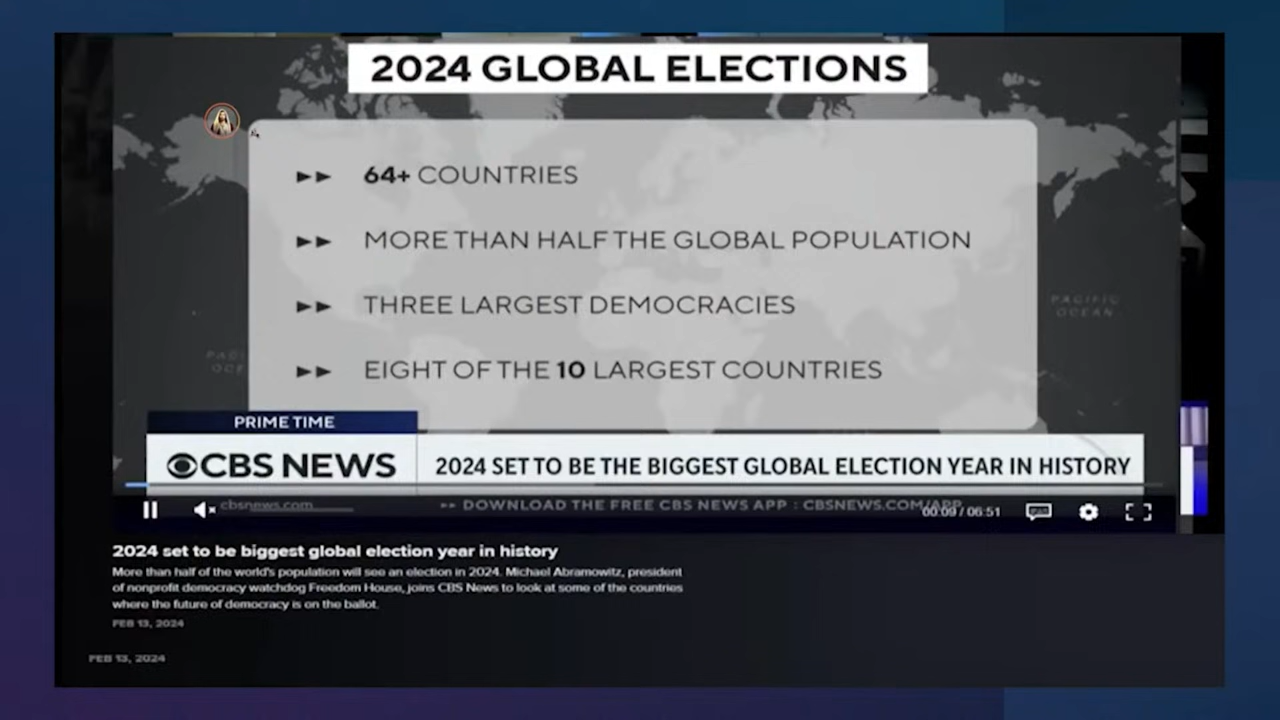 2024 GLOBAL ELECTIONS
64+ COUNTRIES
MORE THAN HALF THE GLOBAL POPULATION
THREE LARGEST DEMOCRACIES
EIGHT OF THE 10 LARGEST COUNTRIES
PACIFIC
OCEAN
PRIME TIME
CBS NEWS
2024 SET TO BE THE BIGGEST GLOBAL ELECTION YEAR IN HISTORY
cbsnews.com
DOWNLOAD THE FREE CBS NEWS APP : CBSNEWS.COM/APP
00:09 / 06:51
2024 set to be biggest global election year in history
More than half of the world's population will see an election in 2024. Michael Abramowitz, president
of nonprofit democracy watchdog Freedom House, joins CBS News to look at some of the countries
where the future of democracy is on the ballot.
FEB 13, 2024
FEB 13, 2024